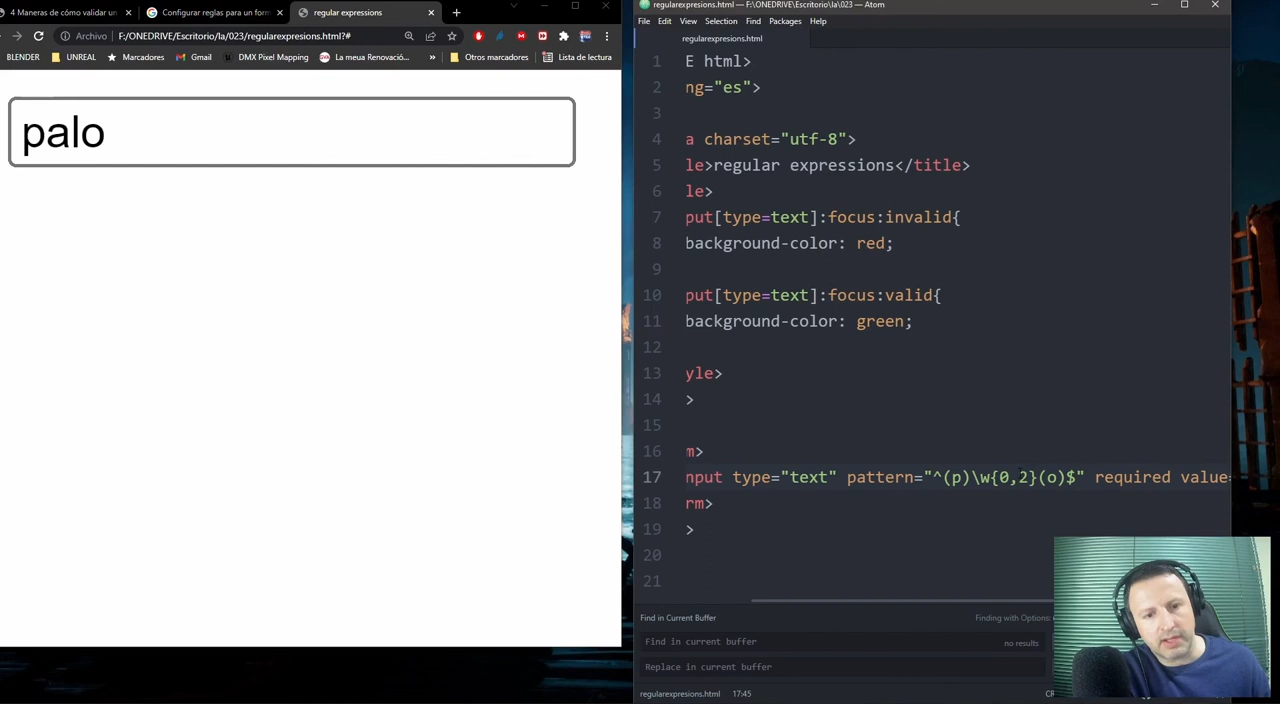 4 Maneras de cómo validar un
Configurar reglas para un form
regular expressions
Archivo F:/ONEDRIVE/Escritorio/Ia/023/regularexpresions.html?#
BLENDER UNREAL Marcadores Gmail DMX Pixel Mapping La meua Renovació... » Otros marcadores Lista de lectura
palo
regularexpresions.html — F:\ONEDRIVE\Escritorio\Ia\023 — Atom
File Edit View Selection Find Packages Help
regularexpresions.html
1 E html>
2 ng="es">
3
4 a charset="utf-8">
5 le>regular expressions</title>
6 le>
7 put[type=text]:focus:invalid{
8 background-color: red;
9
10 put[type=text]:focus:valid{
11 background-color: green;
12
13 yle>
14 >
15
16 m>
17 nput type="text" pattern="^(p)\w{0,2}(o)$" required value=
18 rm>
19 >
20
21
Find in Current Buffer Finding with Options:
Find in current buffer no results
Replace in current buffer
regularexpresions.html 17:45 CR